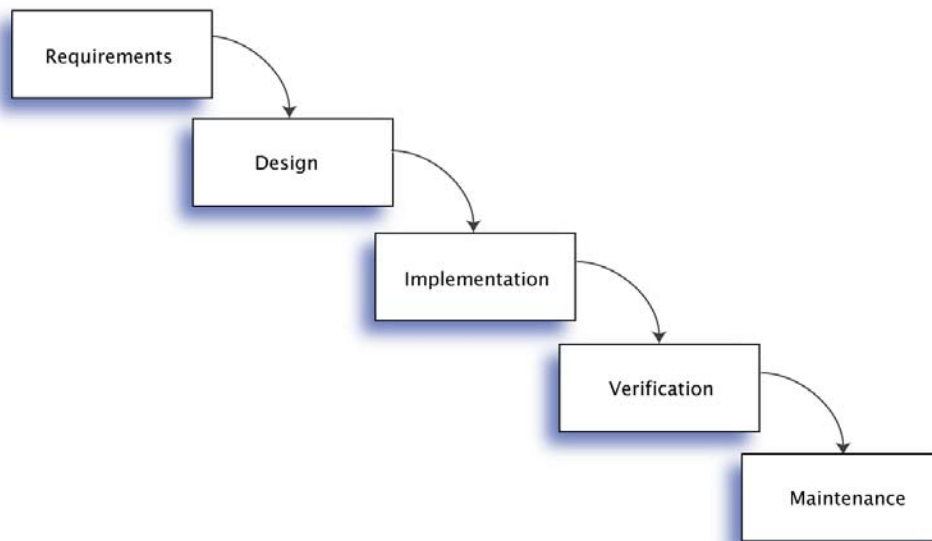 Requirements
Design
Implementation
Verification
Maintenance